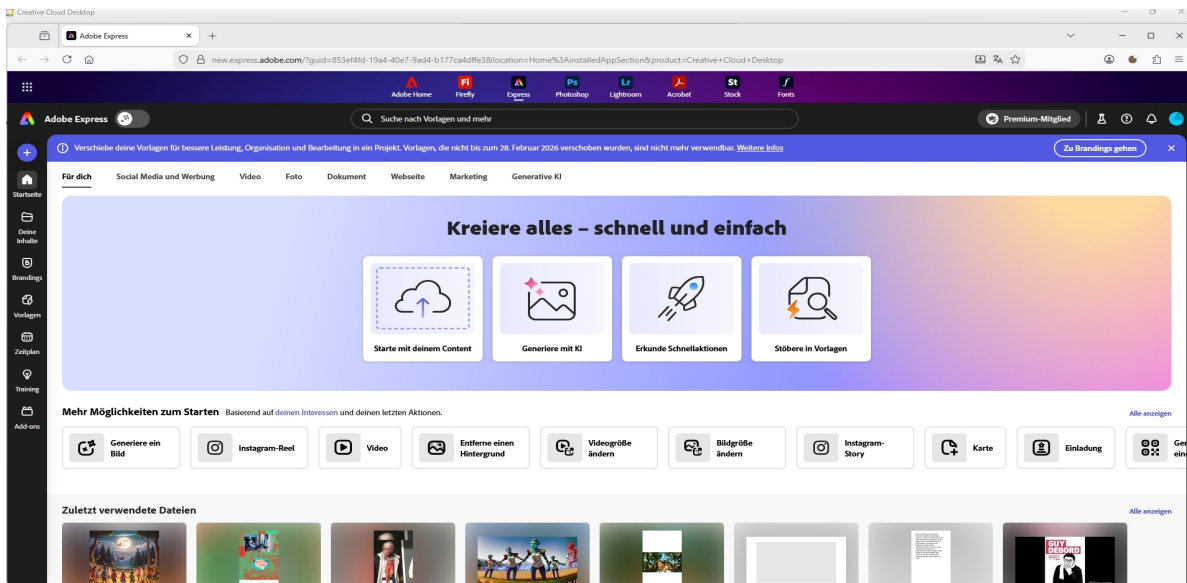 Creative Cloud Desktop
Adobe Express
new.express.adobe.com/?guid=853ef4fd-19a4-40e7-9ad4-b177ca4dffe3&location=Home%3AinstalledAppSection&product=Creative+Cloud+Desktop
Adobe Home Firefly Express Photoshop Lightroom Acrobat Stock Fonts
Adobe Express
Suche nach Vorlagen und mehr
Premium-Mitglied
Verschiebe deine Vorlagen für bessere Leistung, Organisation und Bearbeitung in ein Projekt. Vorlagen, die nicht bis zum 28. Februar 2026 verschoben wurden, sind nicht mehr verwendbar. Weitere Infos
Zu Brandings gehen
Startseite
Deine
Inhalte
Brandings
Vorlagen
Zeitplan
Training
Add-ons
Für dich Social Media und Werbung Video Foto Dokument Webseite Marketing Generative KI
Kreiere alles – schnell und einfach
Starte mit deinem Content
Generiere mit KI
Erkunde Schnellaktionen
Stöbere in Vorlagen
Mehr Möglichkeiten zum Starten Basierend auf deinen Interessen und deinen letzten Aktionen.
Alle anzeigen
Generiere ein
Bild
Instagram-Reel
Video
Entferne einen
Hintergrund
Videogröße
ändern
Bildgröße
ändern
Instagram-
Story
Karte
Einladung
Zuletzt verwendete Dateien
Alle anzeigen
GUY
DEBORD